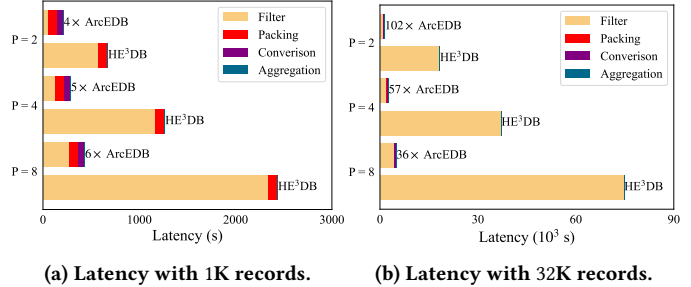 4× ArcEDB
P = 2
HE³DB
5× ArcEDB
P = 4
HE³DB
6× ArcEDB
P = 8
HE³DB
Filter
Packing
Converison
Aggregation
0 1000 2000 3000
Latency (s)
(a) Latency with 1K records.
102× ArcEDB
P = 2
HE³DB
57× ArcEDB
P = 4
HE³DB
36× ArcEDB
P = 8
HE³DB
Filter
Packing
Converison
Aggregation
0 30 60 90
Latency (10³ s)
(b) Latency with 32K records.